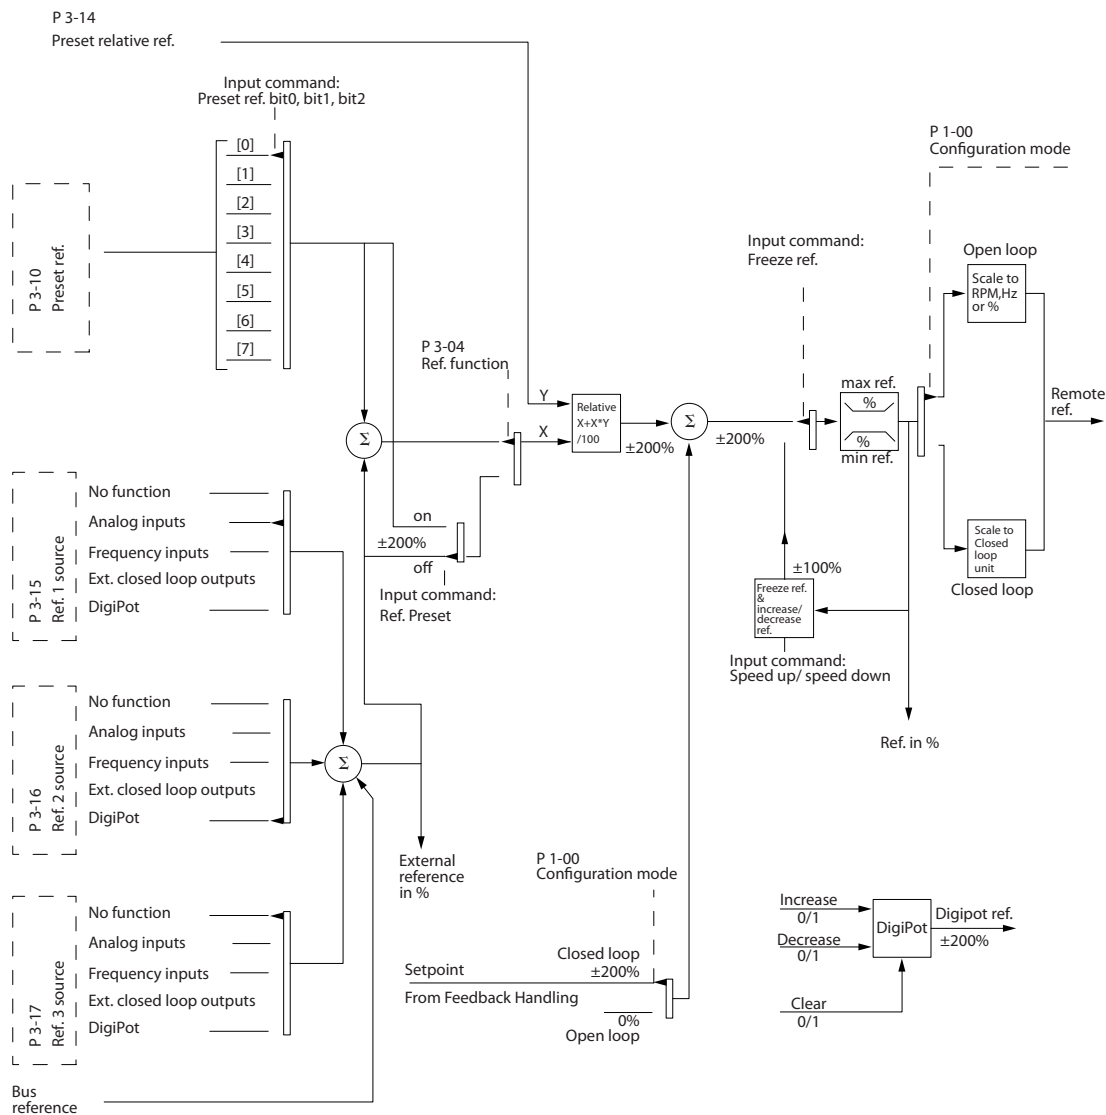 P 3-14
Preset relative ref.
Input command:
Preset ref. bit0, bit1, bit2
[0]
[1]
[2]
[3]
[4]
[5]
[6]
[7]
P 3-10
Preset ref.
P 1-00
Configuration mode
Input command:
Freeze ref.
Open loop
Scale to
RPM,Hz
or %
P 3-04
Ref. function
Y
X
Relative
X+X*Y
/100
±200%
Σ
±200%
max ref.
%
%
min ref.
Remote
ref.
Σ
on
±200%
off
Input command:
Ref. Preset
Scale to
Closed
loop
unit
Closed loop
±100%
Freeze ref.
&
increase/
decrease
ref.
Input command:
Speed up/ speed down
Ref. in %
P 3-15
Ref. 1 source
No function
Analog inputs
Frequency inputs
Ext. closed loop outputs
DigiPot
P 3-16
Ref. 2 source
No function
Analog inputs
Frequency inputs
Ext. closed loop outputs
DigiPot
Σ
External
reference
in %
P 3-17
Ref. 3 source
No function
Analog inputs
Frequency inputs
Ext. closed loop outputs
DigiPot
Bus
reference
P 1-00
Configuration mode
Closed loop
Setpoint
±200%
From Feedback Handling
0%
Open loop
Increase
0/1
Decrease
0/1
Clear
0/1
DigiPot
Digipot ref.
±200%